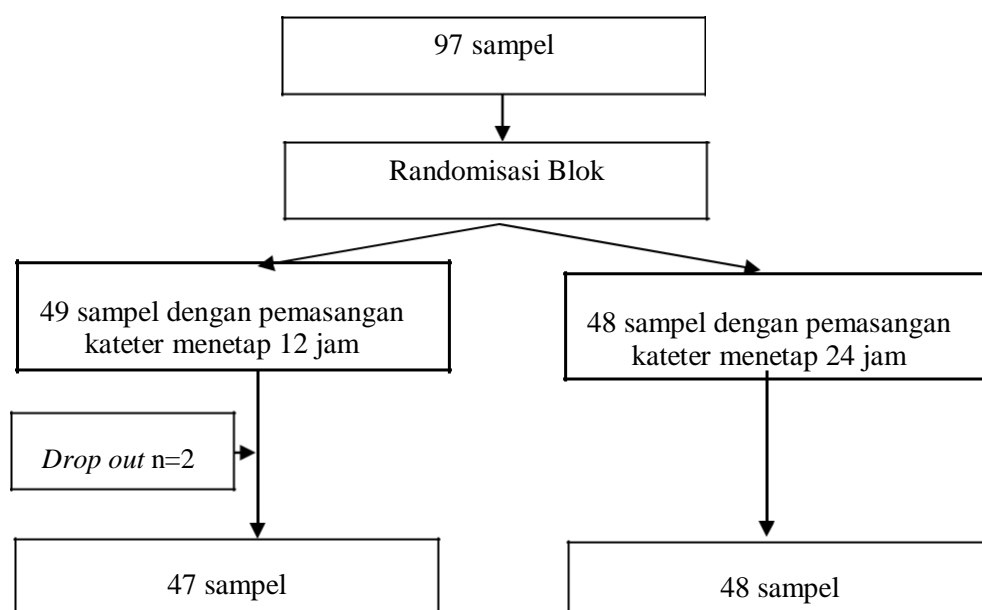 97 sampel
Randomisasi Blok
49 sampel dengan pemasangan
kateter menetap 12 jam
48 sampel dengan pemasangan
kateter menetap 24 jam
Drop out n=2
47 sampel
48 sampel